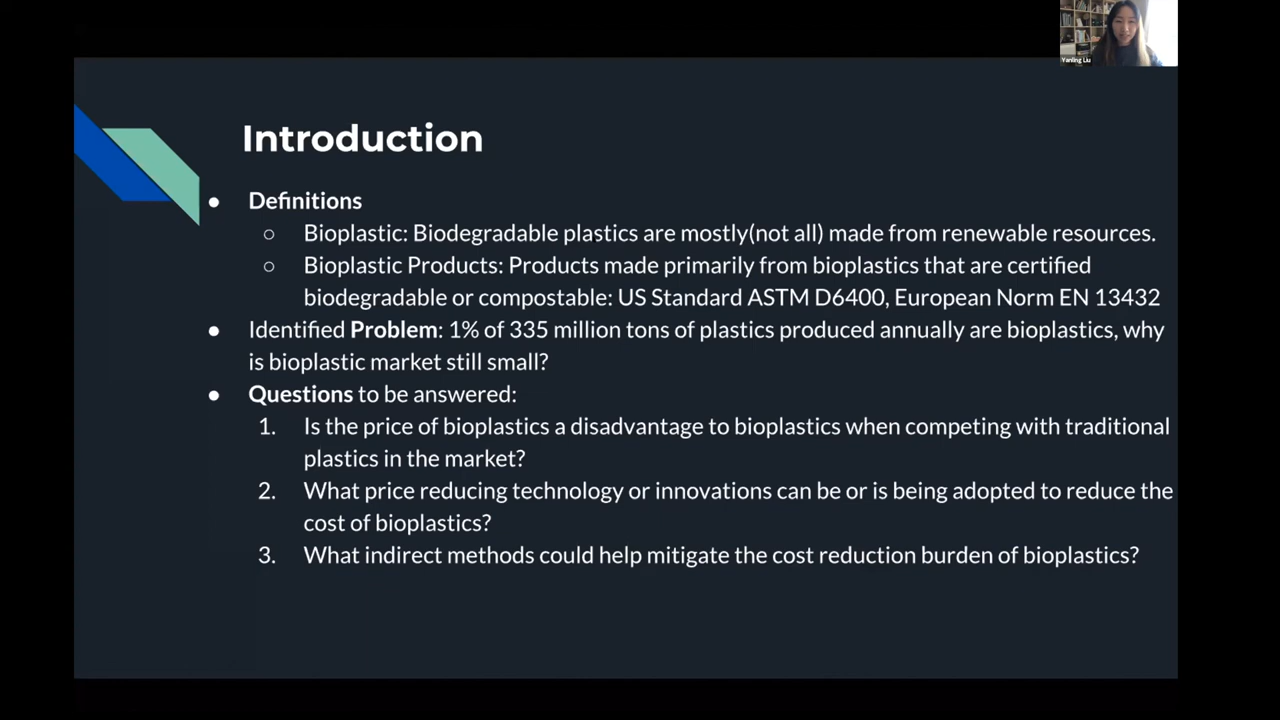 Yanling Liu
Introduction
● Definitions
○ Bioplastic: Biodegradable plastics are mostly(not all) made from renewable resources.
○ Bioplastic Products: Products made primarily from bioplastics that are certified
biodegradable or compostable: US Standard ASTM D6400, European Norm EN 13432
● Identified Problem: 1% of 335 million tons of plastics produced annually are bioplastics, why
is bioplastic market still small?
● Questions to be answered:
1. Is the price of bioplastics a disadvantage to bioplastics when competing with traditional
plastics in the market?
2. What price reducing technology or innovations can be or is being adopted to reduce the
cost of bioplastics?
3. What indirect methods could help mitigate the cost reduction burden of bioplastics?